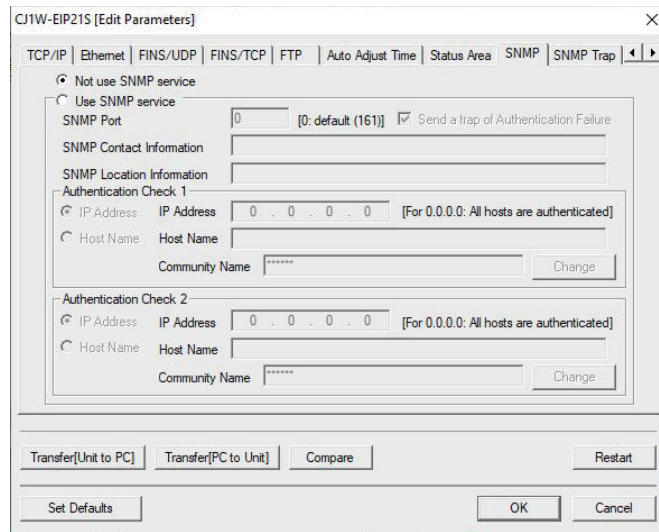 CJ1W-EIP21S [Edit Parameters]
TCP/IP Ethernet FINS/UDP FINS/TCP FTP Auto Adjust Time Status Area SNMP SNMP Trap
Not use SNMP service
Use SNMP service
SNMP Port 0 [0: default (161)] Send a trap of Authentication Failure
SNMP Contact Information
SNMP Location Information
Authentication Check 1
IP Address IP Address 0 . 0 . 0 . 0 [For 0.0.0.0: All hosts are authenticated]
Host Name Host Name
Community Name ****** Change
Authentication Check 2
IP Address IP Address 0 . 0 . 0 . 0 [For 0.0.0.0: All hosts are authenticated]
Host Name Host Name
Community Name ****** Change
Transfer[Unit to PC] Transfer[PC to Unit] Compare Restart
Set Defaults OK Cancel